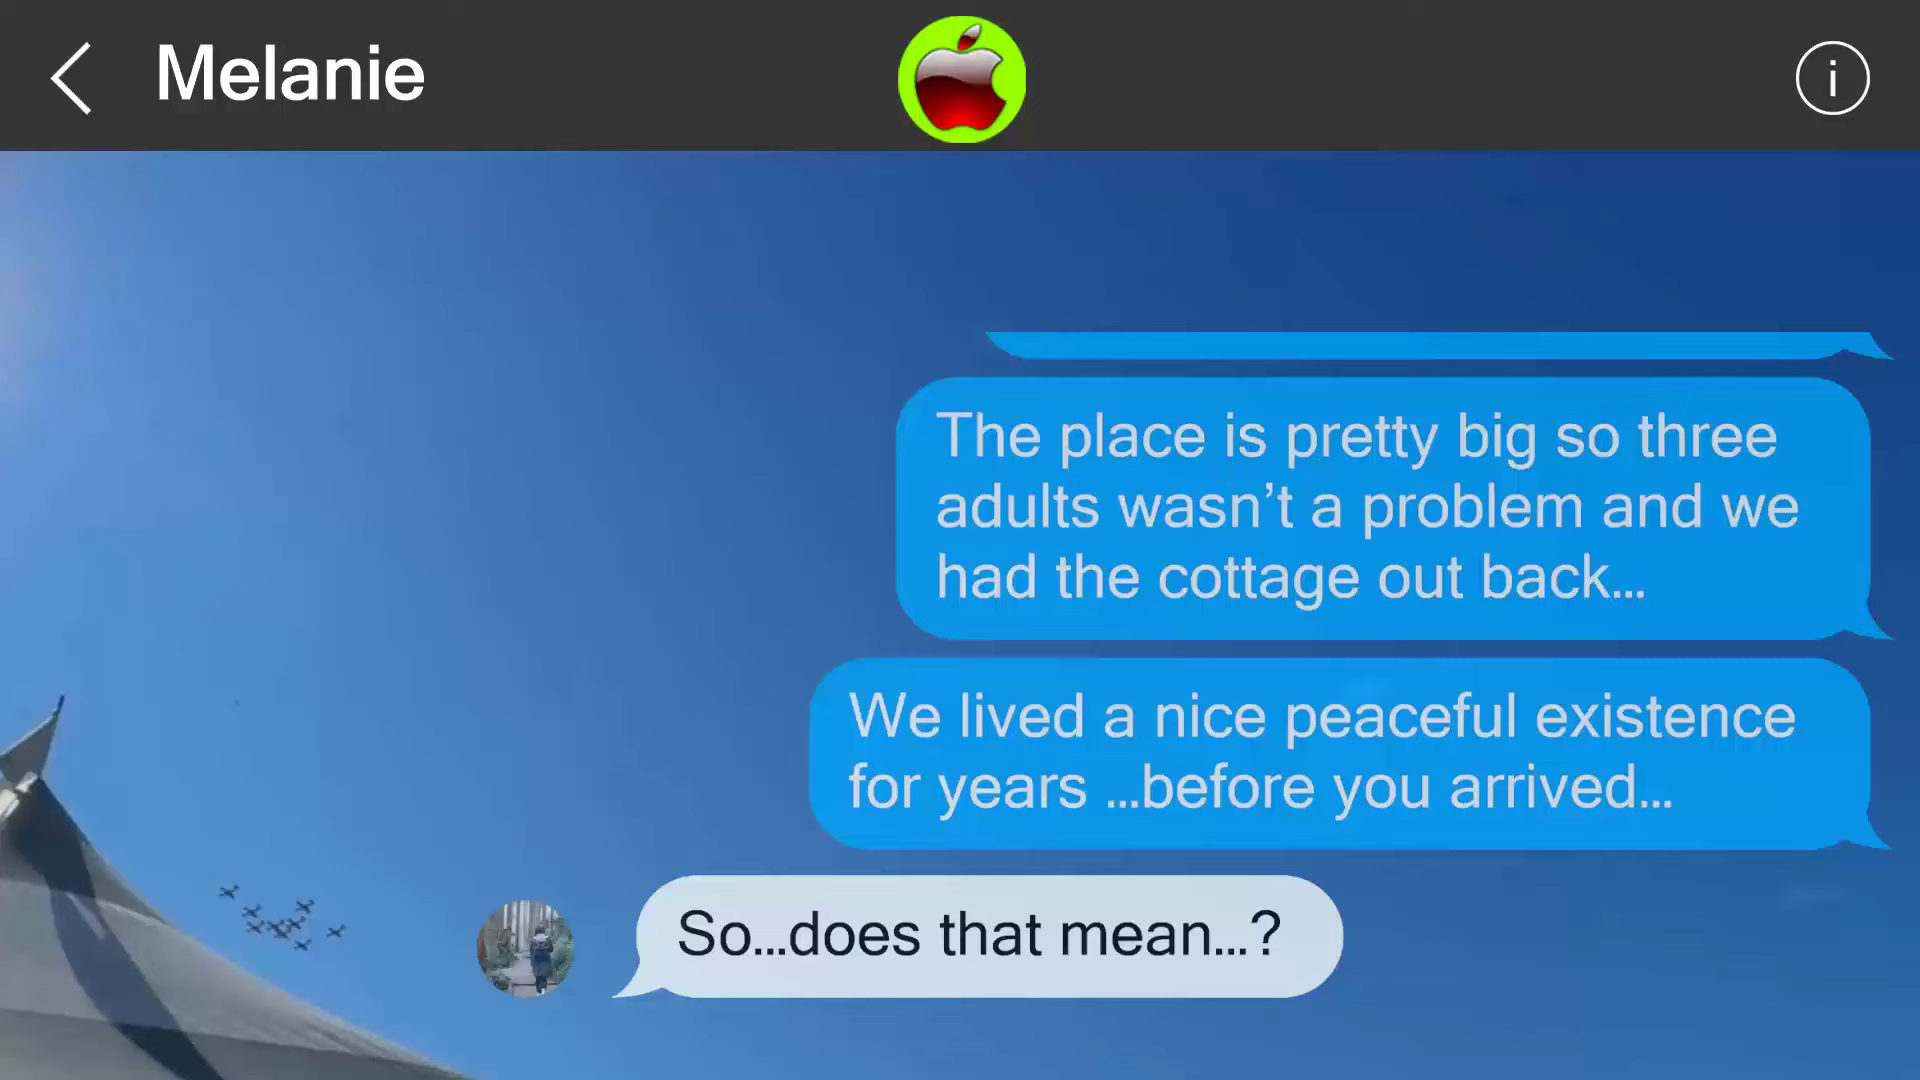 Melanie
i
The place is pretty big so three
adults wasn’t a problem and we
had the cottage out back...
We lived a nice peaceful existence
for years ...before you arrived...
So...does that mean...?